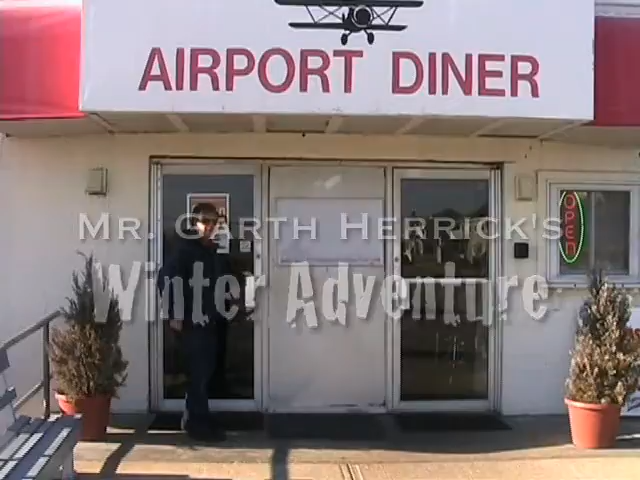 AIRPORT DINER
MR. GARTH HERRICK'S
OPEN
Winter Adventure